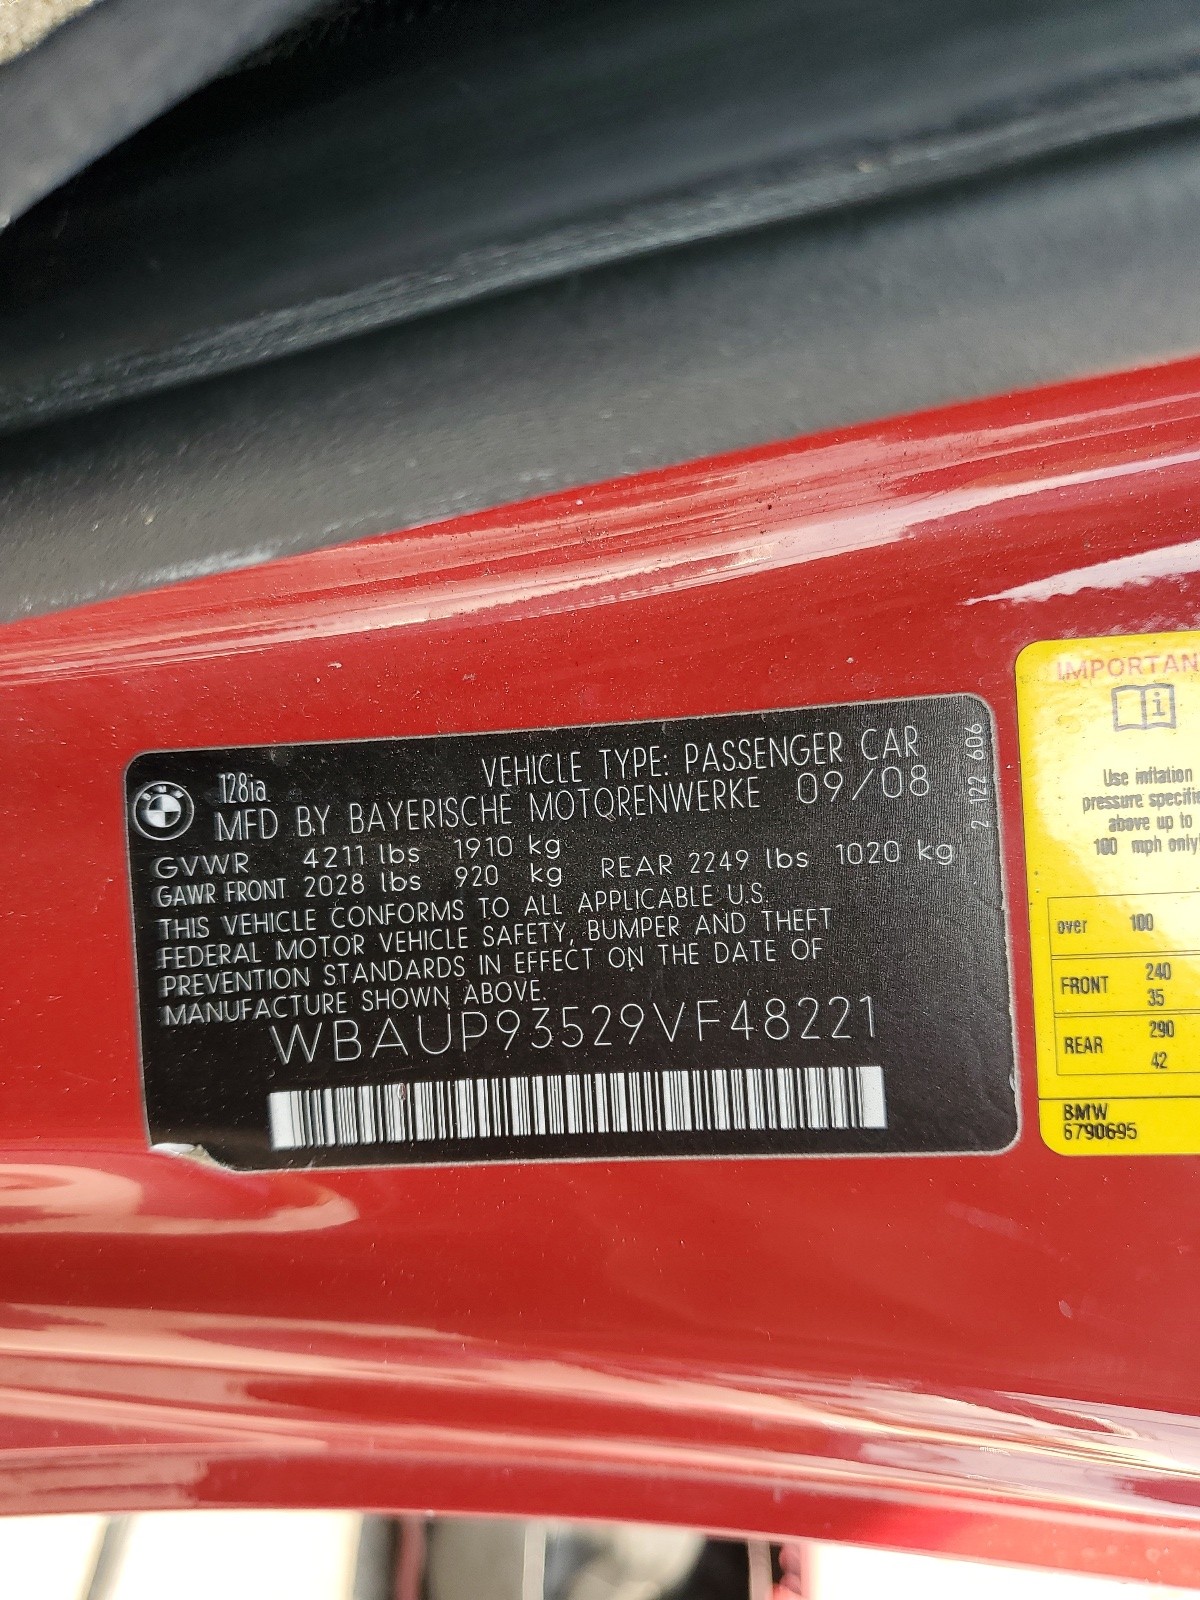 BMW
128ia
VEHICLE TYPE: PASSENGER CAR
MFD BY BAYERISCHE MOTORENWERKE 09/08
GVWR 4211 lbs 1910 kg
GAWR FRONT 2028 lbs 920 kg REAR 2249 lbs 1020 kg
THIS VEHICLE CONFORMS TO ALL APPLICABLE U.S.
FEDERAL MOTOR VEHICLE SAFETY, BUMPER AND THEFT
PREVENTION STANDARDS IN EFFECT ON THE DATE OF
MANUFACTURE SHOWN ABOVE.
WBAUP93529VF48221
2 122 606
IMPORTAN
Use inflation
pressure specifie
above up to
100 mph only!
over 100
FRONT 240
35
REAR 290
42
BMW
6790695